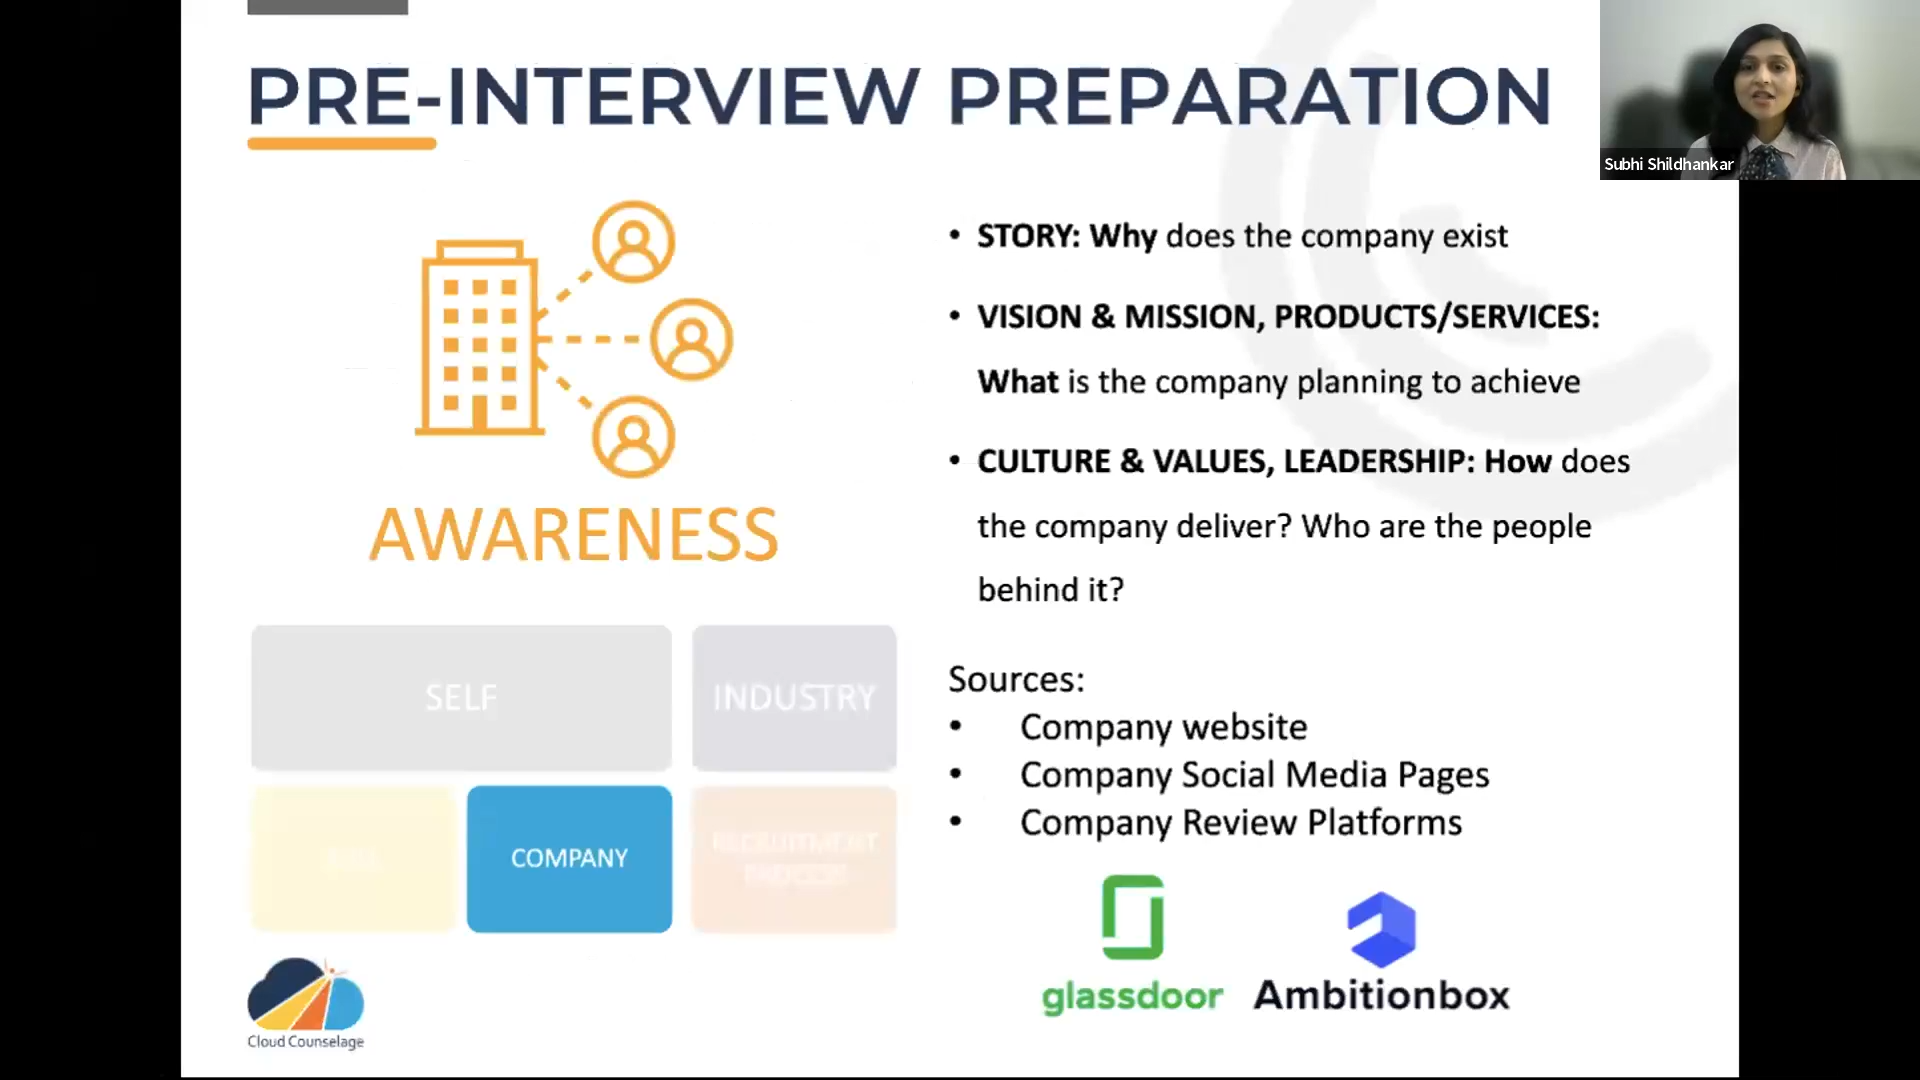 PRE-INTERVIEW PREPARATION
Subhi Shildhankar
AWARENESS
• STORY: Why does the company exist
• VISION & MISSION, PRODUCTS/SERVICES:
What is the company planning to achieve
• CULTURE & VALUES, LEADERSHIP: How does
the company deliver? Who are the people
behind it?
SELF
INDUSTRY
COMPANY
RECRUITMENT
PROCESS
Sources:
• Company website
• Company Social Media Pages
• Company Review Platforms
glassdoor
Ambitionbox
Cloud Counselage